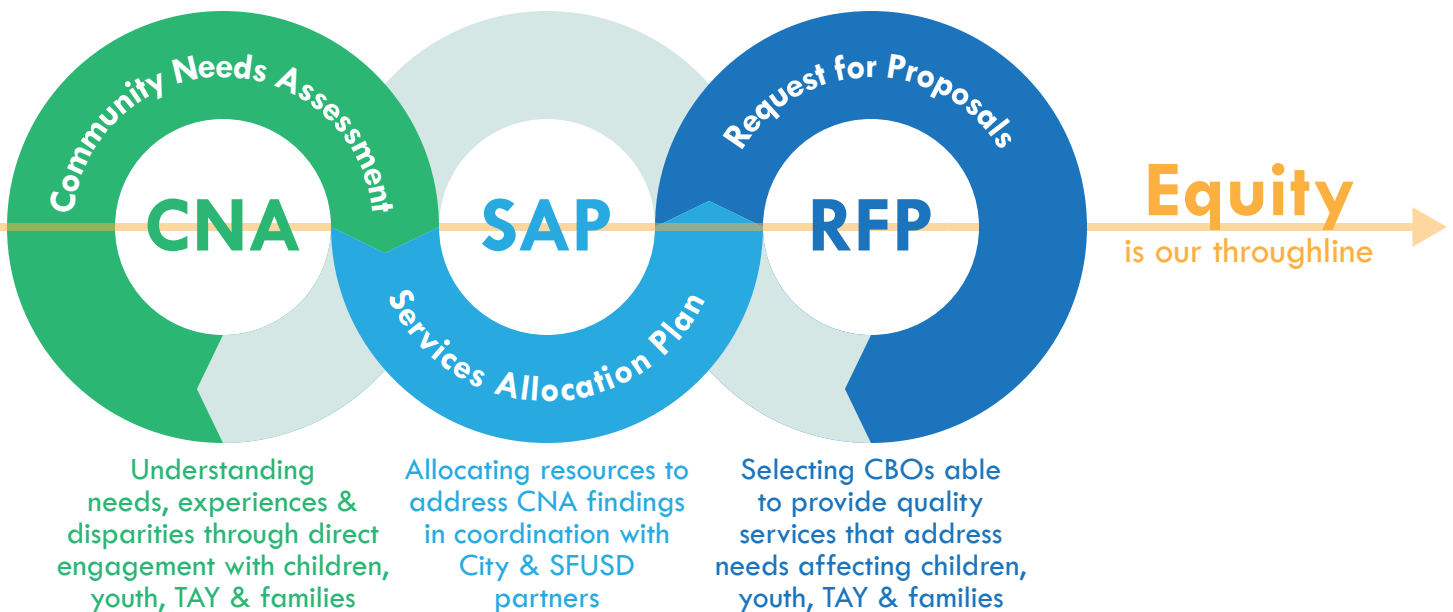 Community Needs Assessment
CNA
Understanding
needs, experiences &
disparities through direct
engagement with children,
youth, TAY & families
SAP
Services Allocation Plan
Allocating resources to
address CNA findings
in coordination with
City & SFUSD
partners
Request for Proposals
RFP
Selecting CBOs able
to provide quality
services that address
needs affecting children,
youth, TAY & families
Equity
is our throughline